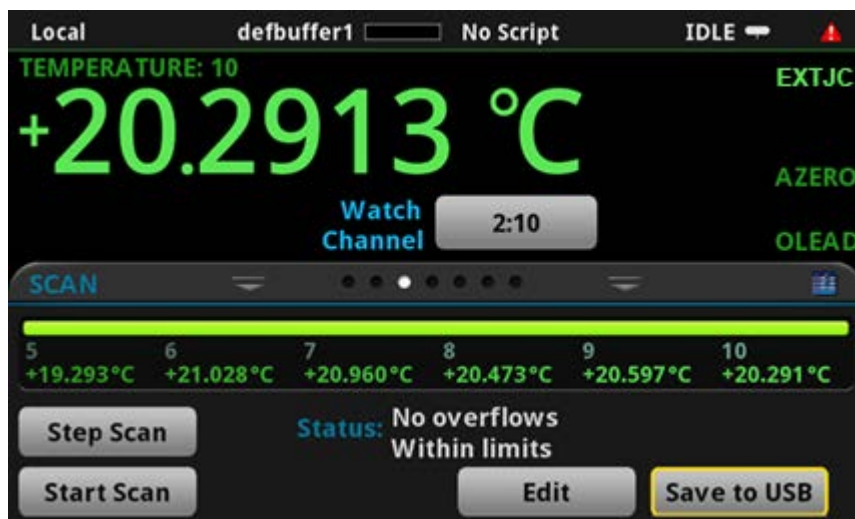 Local defbuffer1 No Script IDLE
TEMPERATURE: 10
EXTJC
+20.2913 °C
AZERO
Watch Channel 2:10
OLEAD
SCAN
5 6 7 8 9 10
+19.293°C +21.028°C +20.960°C +20.473°C +20.597°C +20.291°C
Step Scan
Status: No overflows
Within limits
Start Scan Edit Save to USB